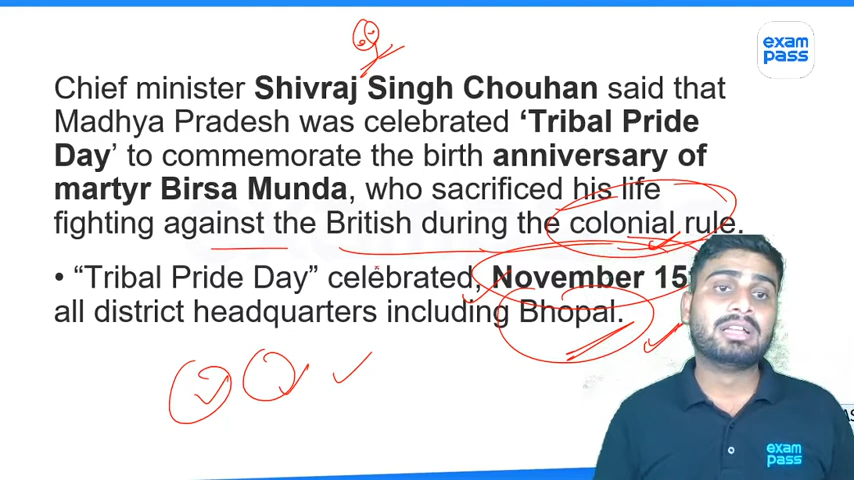 exam
pass
Chief minister Shivraj Singh Chouhan said that
Madhya Pradesh was celebrated ‘Tribal Pride
Day’ to commemorate the birth anniversary of
martyr Birsa Munda, who sacrificed his life
fighting against the British during the colonial rule.
• “Tribal Pride Day” celebrated, November 15
all district headquarters including Bhopal.
exam
pass